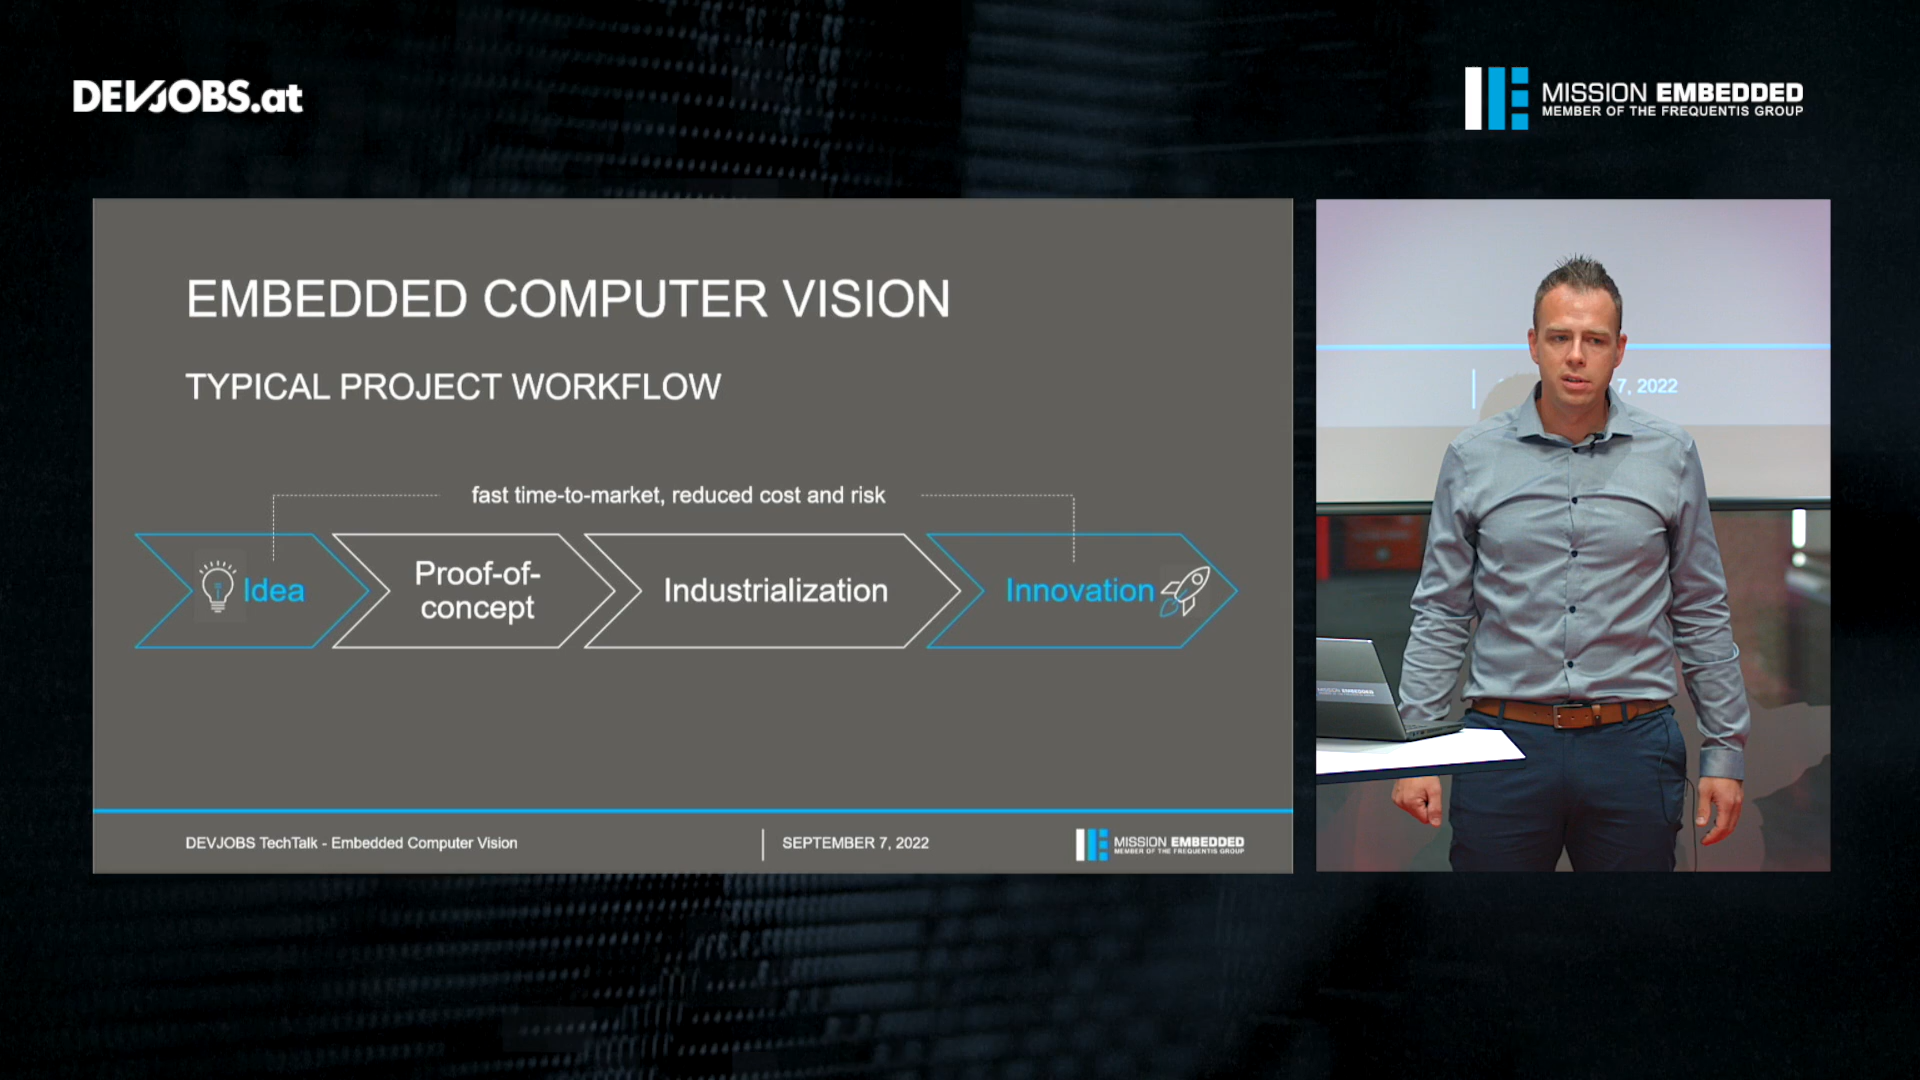 DEVJOBS.at
MISSION EMBEDDED
MEMBER OF THE FREQUENTIS GROUP
EMBEDDED COMPUTER VISION
TYPICAL PROJECT WORKFLOW
fast time-to-market, reduced cost and risk
Idea
Proof-of-
concept
Industrialization
Innovation
DEVJOBS TechTalk - Embedded Computer Vision
SEPTEMBER 7, 2022
MISSION EMBEDDED
MEMBER OF THE FREQUENTIS GROUP
7, 2022
MISSION EMBEDDED